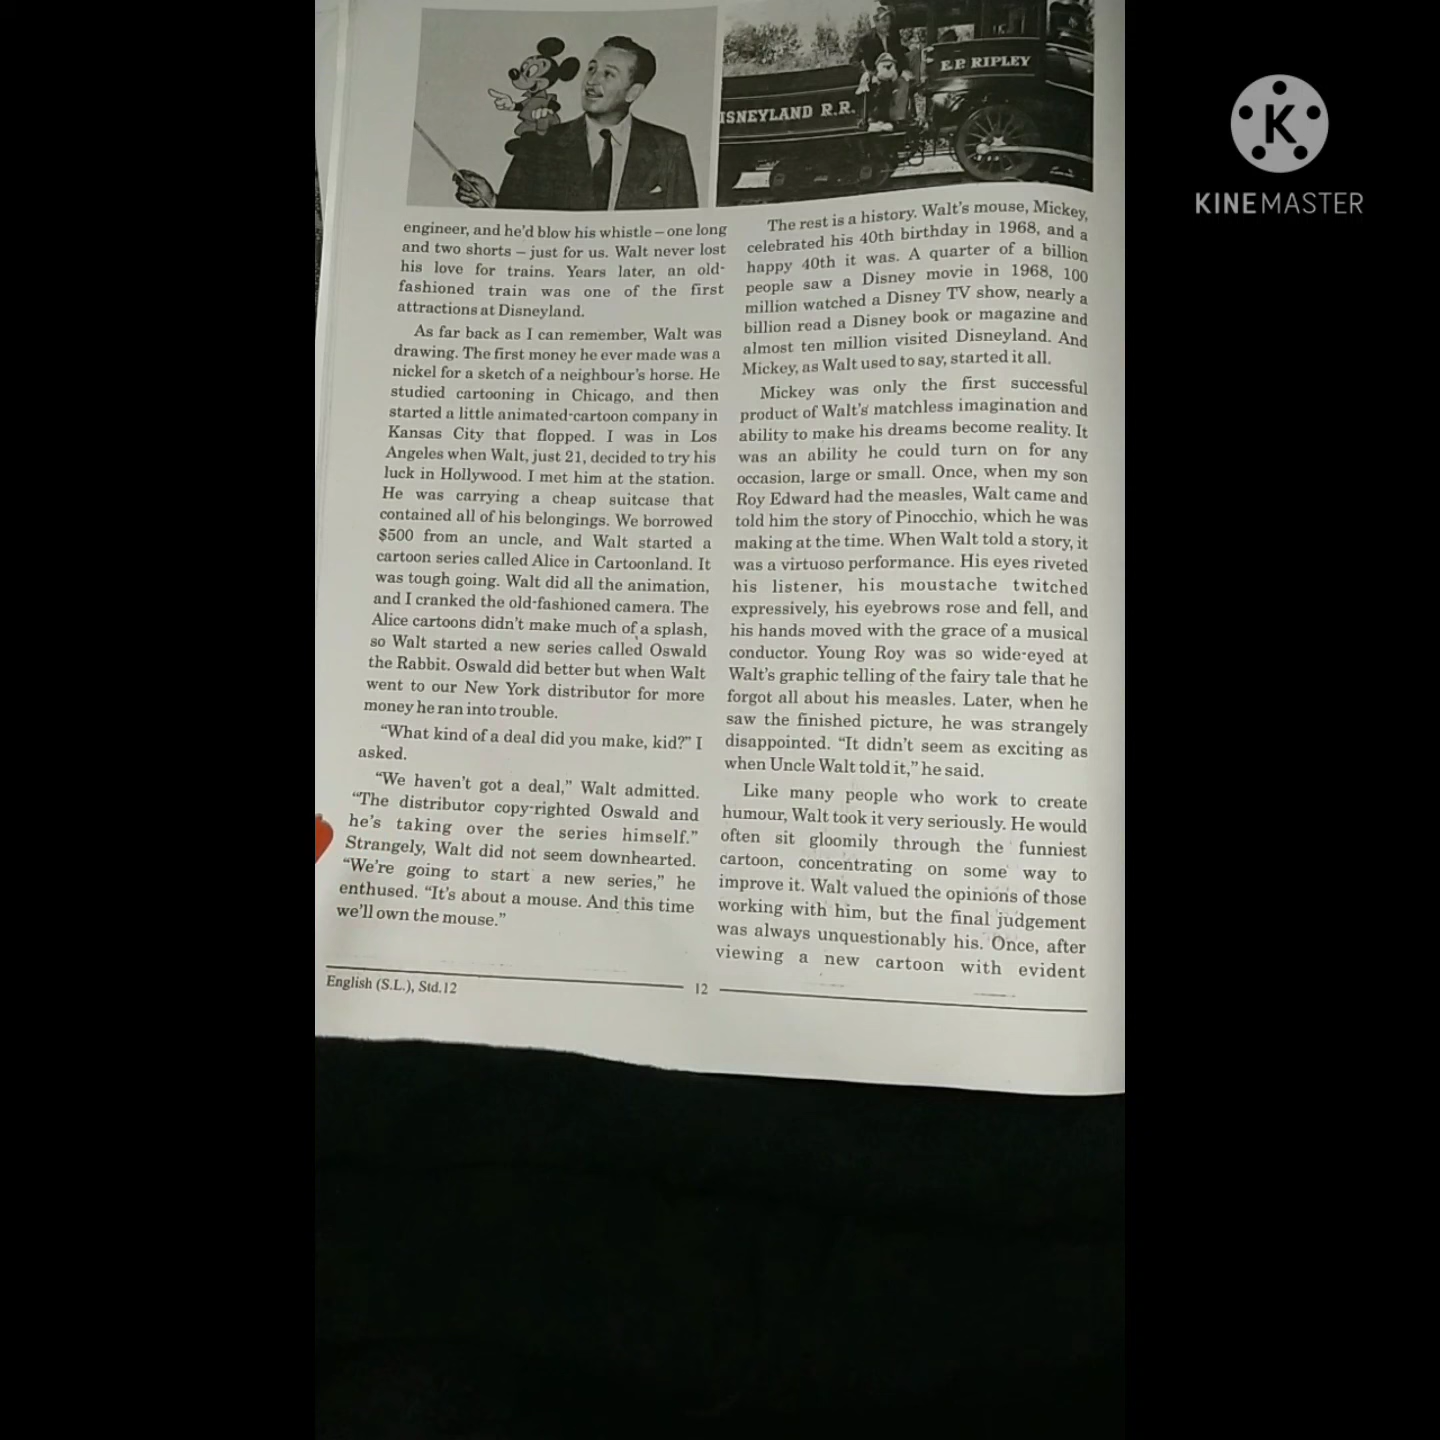 ISNEYLAND R.R.
E.P. RIPLEY
K
KINEMASTER
engineer, and he'd blow his whistle – one long
and two shorts – just for us. Walt never lost
his love for trains. Years later, an old-
fashioned train was one of the first
attractions at Disneyland.
As far back as I can remember, Walt was
drawing. The first money he ever made was a
nickel for a sketch of a neighbour's horse. He
studied cartooning in Chicago, and then
started a little animated-cartoon company in
Kansas City that flopped. I was in Los
Angeles when Walt, just 21, decided to try his
luck in Hollywood. I met him at the station.
He was carrying a cheap suitcase that
contained all of his belongings. We borrowed
$500 from an uncle, and Walt started a
cartoon series called Alice in Cartoonland. It
was tough going. Walt did all the animation,
and I cranked the old-fashioned camera. The
Alice cartoons didn't make much of a splash,
so Walt started a new series called Oswald
the Rabbit. Oswald did better but when Walt
went to our New York distributor for more
money he ran into trouble.
"What kind of a deal did you make, kid?" I
asked.
"We haven't got a deal," Walt admitted.
"The distributor copy-righted Oswald and
he's taking over the series himself."
Strangely, Walt did not seem downhearted.
"We're going to start a new series," he
enthused. "It's about a mouse. And this time
we'll own the mouse."
The rest is a history. Walt's mouse, Mickey,
celebrated his 40th birthday in 1968, and a
happy 40th it was. A quarter of a billion
people saw a Disney movie in 1968, 100
million watched a Disney TV show, nearly a
billion read a Disney book or magazine and
almost ten million visited Disneyland. And
Mickey, as Walt used to say, started it all.
Mickey was only the first successful
product of Walt's matchless imagination and
ability to make his dreams become reality. It
was an ability he could turn on for any
occasion, large or small. Once, when my son
Roy Edward had the measles, Walt came and
told him the story of Pinocchio, which he was
making at the time. When Walt told a story, it
was a virtuoso performance. His eyes riveted
his listener, his moustache twitched
expressively, his eyebrows rose and fell, and
his hands moved with the grace of a musical
conductor. Young Roy was so wide-eyed at
Walt's graphic telling of the fairy tale that he
forgot all about his measles. Later, when he
saw the finished picture, he was strangely
disappointed. "It didn't seem as exciting as
when Uncle Walt told it," he said.
Like many people who work to create
humour, Walt took it very seriously. He would
often sit gloomily through the funniest
cartoon, concentrating on some way to
improve it. Walt valued the opinions of those
working with him, but the final judgement
was always unquestionably his. Once, after
viewing a new cartoon with evident
English (S.L.), Std.12
12